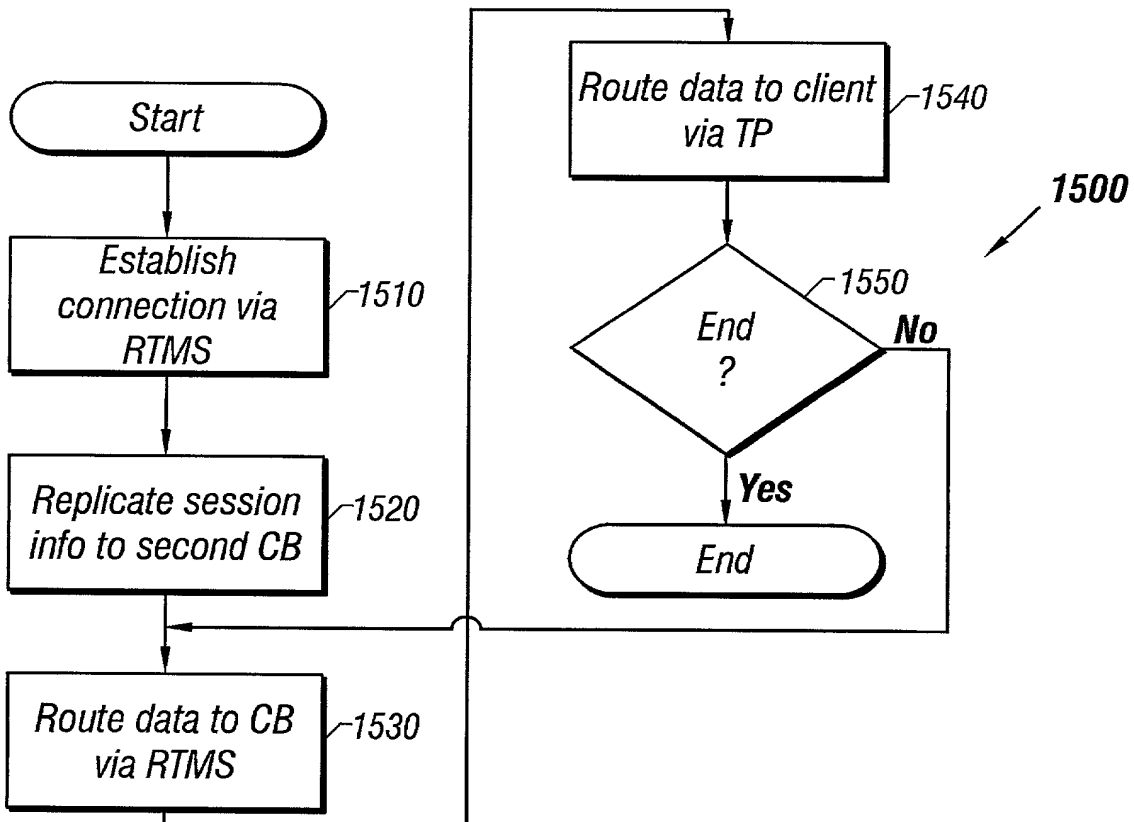 Start
Establish
connection via
RTMS
1510
Replicate session
info to second CB
1520
Route data to CB
via RTMS
1530
Route data to client
via TP
1540
1500
End
?
1550
No
Yes
End